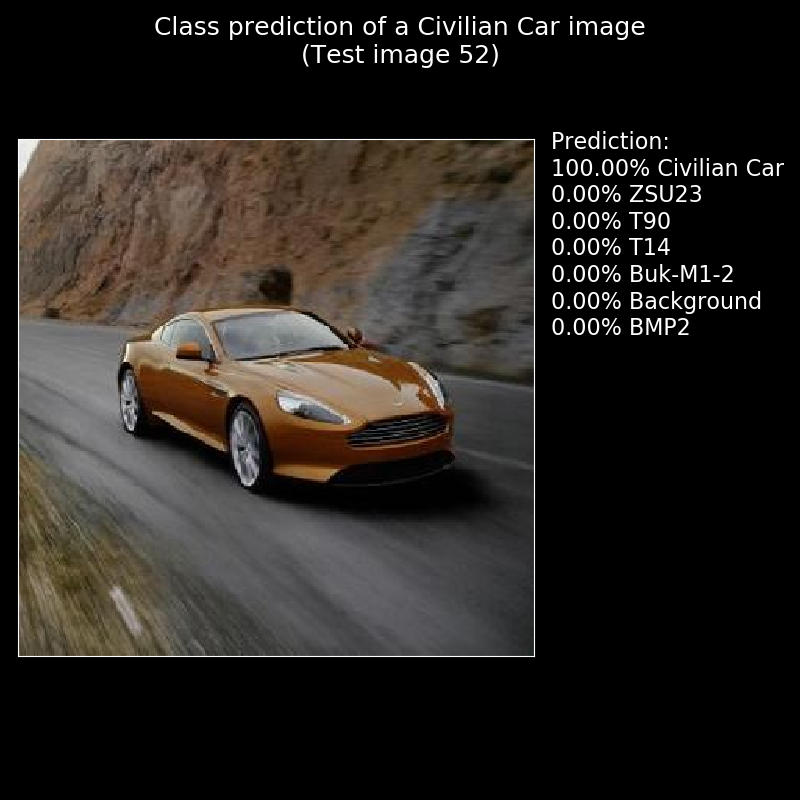 Class prediction of a Civilian Car image
(Test image 52)
Prediction:
100.00% Civilian Car
0.00% ZSU23
0.00% T90
0.00% T14
0.00% Buk-M1-2
0.00% Background
0.00% BMP2